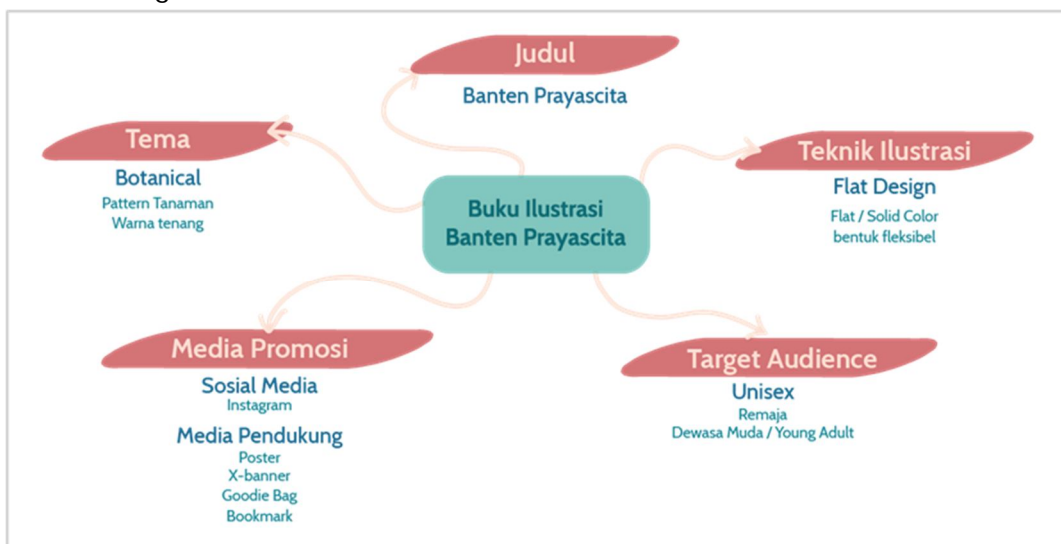 Judul
Banten Prayascita
Tema
Botanical
Pattern Tanaman
Warna tenang
Teknik Ilustrasi
Flat Design
Flat / Solid Color
bentuk fleksibel
Buku Ilustrasi
Banten Prayascita
Media Promosi
Sosial Media
Instagram
Media Pendukung
Poster
X-banner
Goodie Bag
Bookmark
Target Audience
Unisex
Remaja
Dewasa Muda / Young Adult